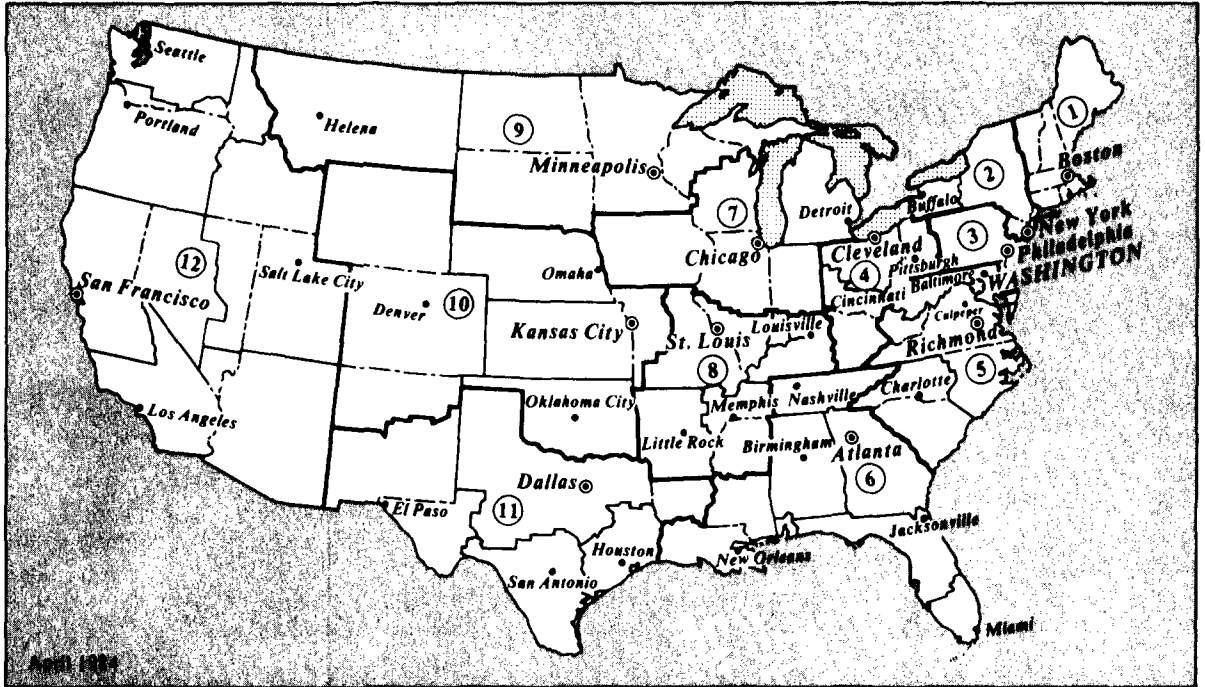 Seattle
Portland
Helena
9
Minneapolis
1
Boston
2
Buffalo
7
Detroit
Chicago
Cleveland
3
New York
Philadelphia
4
Pittsburgh
Baltimore
WASHINGTON
Cincinnati
12
Salt Lake City
San Francisco
Omaha
10
Denver
Kansas City
St. Louis
Louisville
Culpeper
Richmond
8
5
Los Angeles
Oklahoma City
Memphis
Nashville
Charlotte
Little Rock
Birmingham
Atlanta
6
Dallas
El Paso
11
Houston
San Antonio
New Orleans
Jacksonville
Miami
April 1984